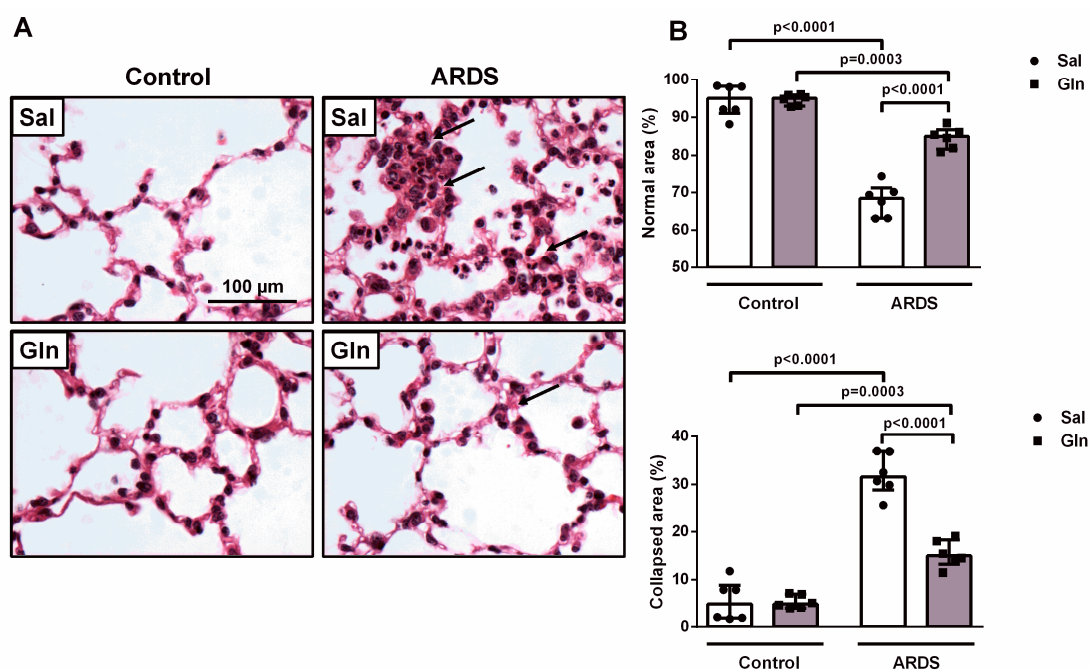 A
Control
ARDS
Sal
Sal
100 µm
Gln
Gln
B
p<0.0001
p=0.0003
p<0.0001
Sal
Gln
Normal area (%)
100
90
80
70
60
50
Control
ARDS
p<0.0001
p=0.0003
p<0.0001
Sal
Gln
Collapsed area (%)
40
30
20
10
0
Control
ARDS